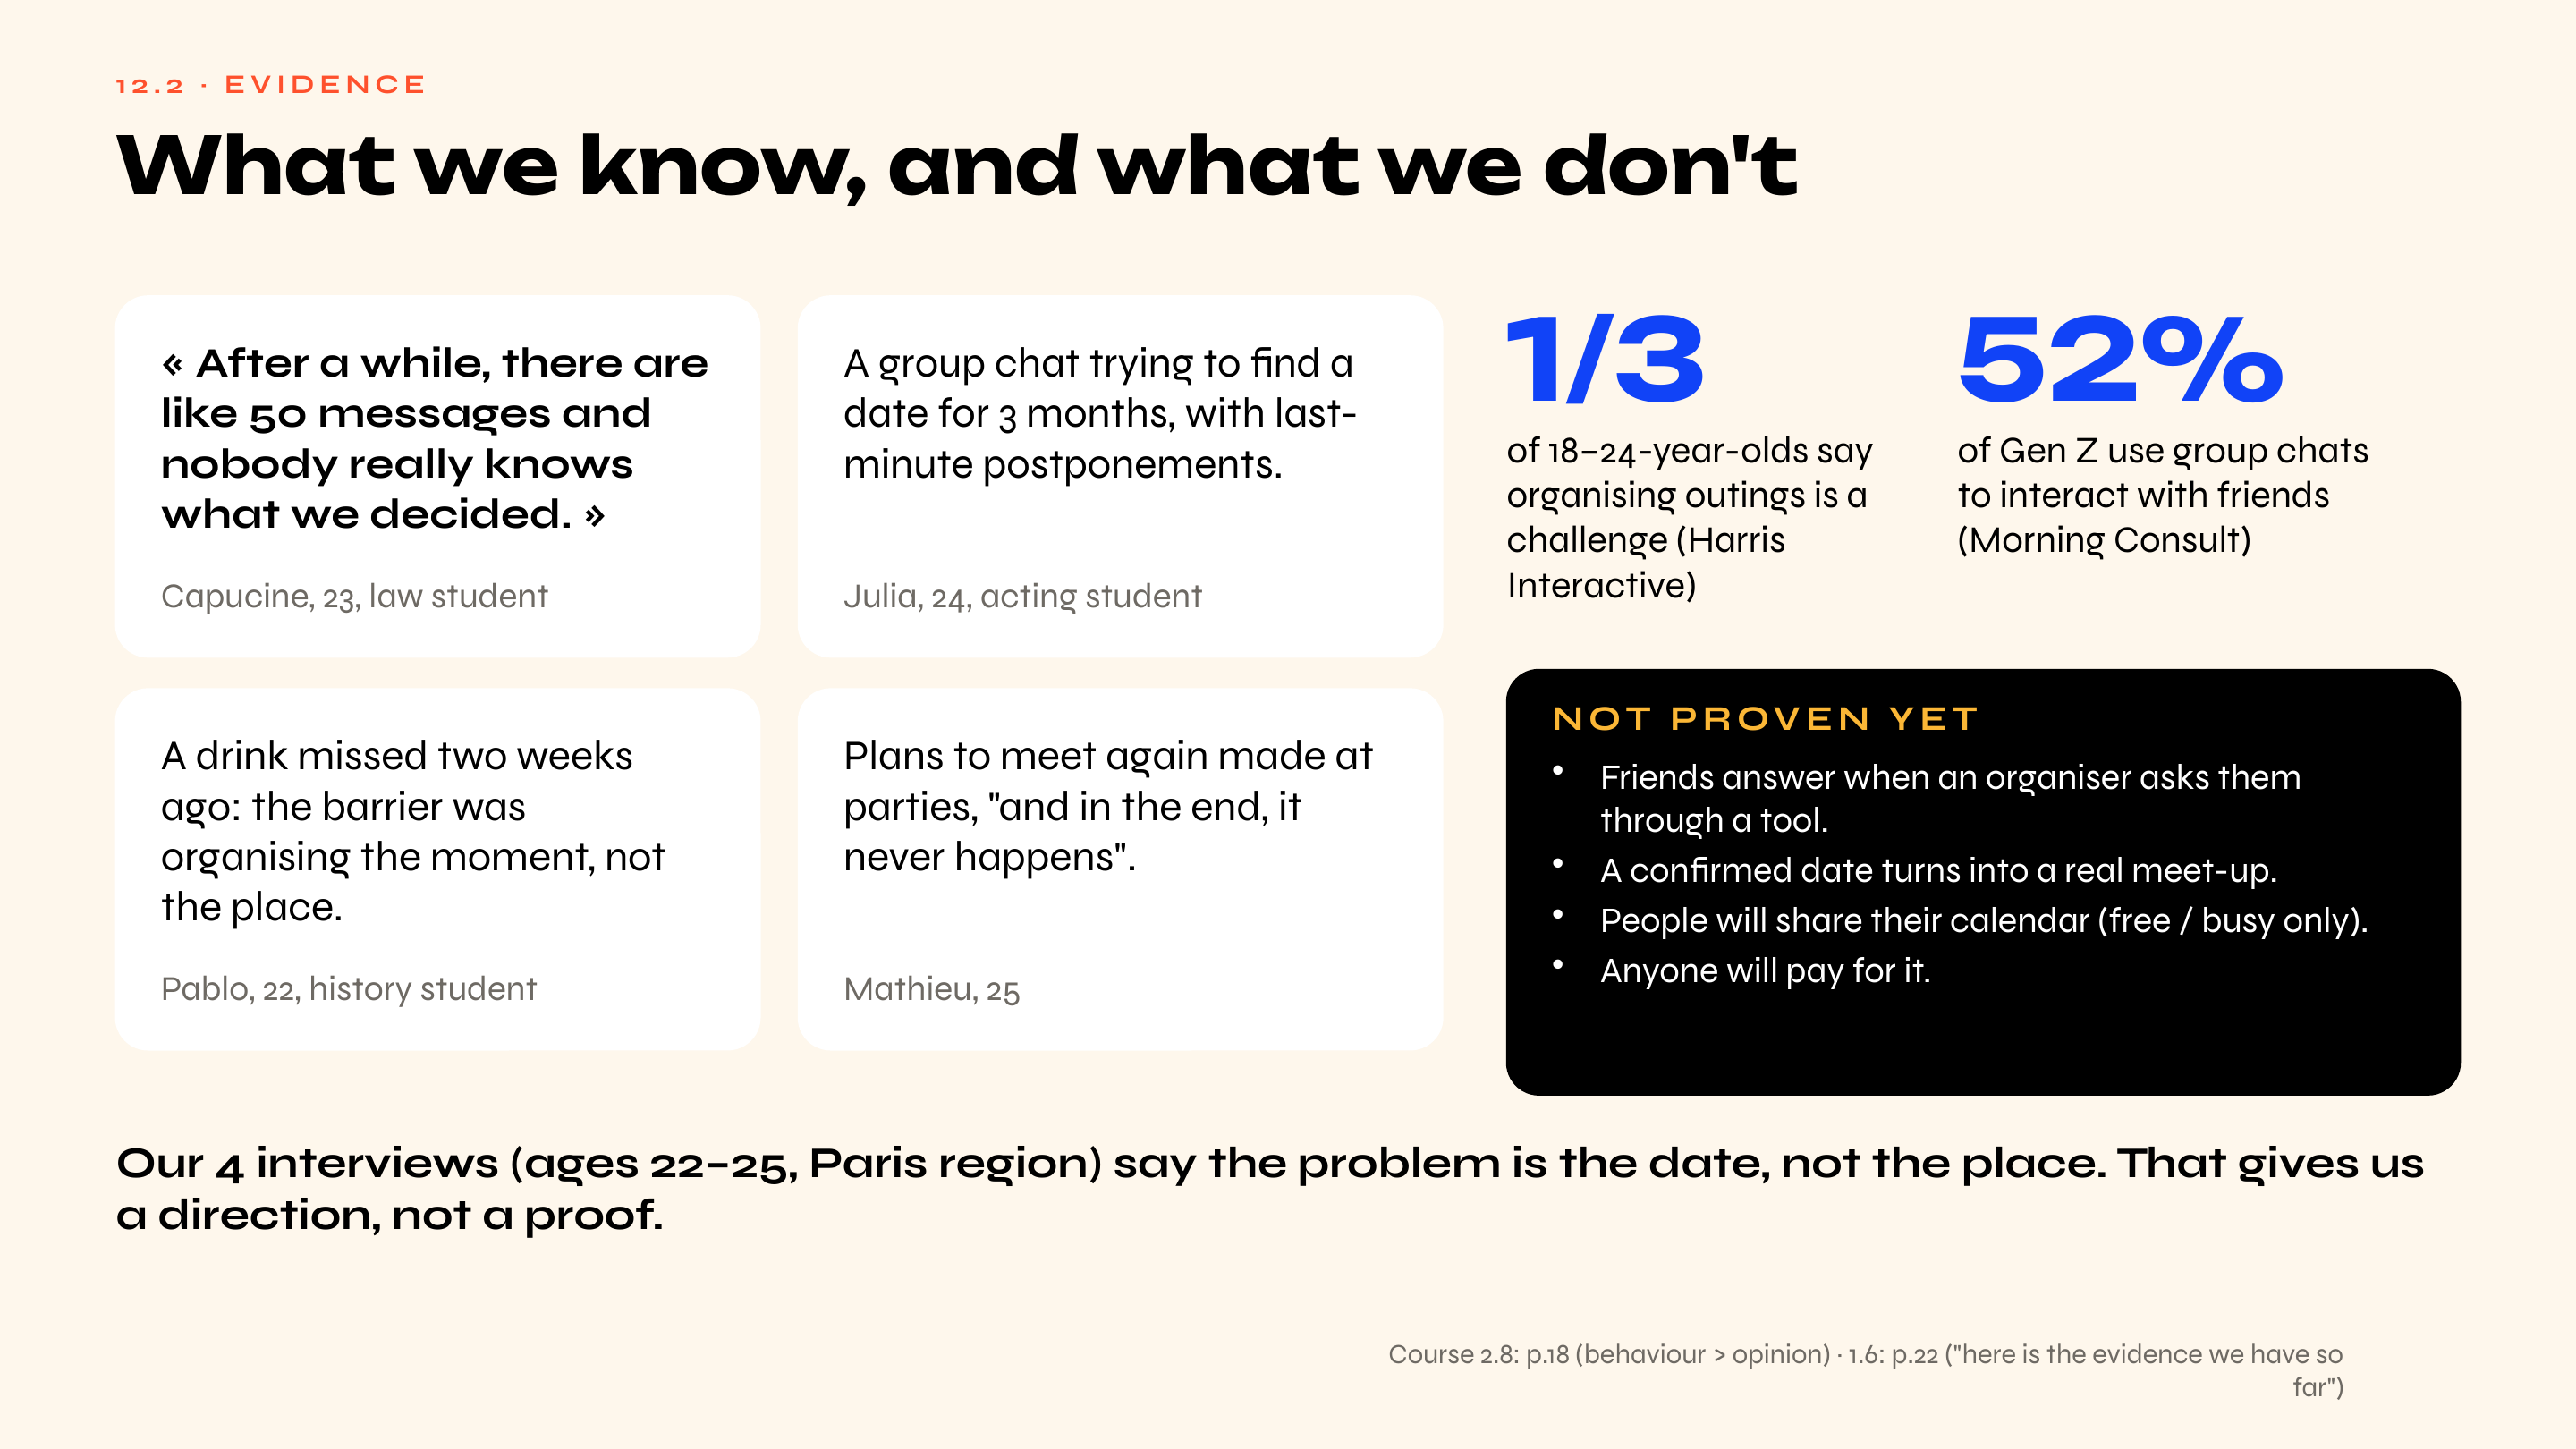 12.2 · EVIDENCE
What we know, and what we don't
« After a while, there are
like 50 messages and
nobody really knows
what we decided. »
Capucine, 23, law student
A group chat trying to find a
date for 3 months, with last-
minute postponements.
Julia, 24, acting student
A drink missed two weeks
ago: the barrier was
organising the moment, not
the place.
Pablo, 22, history student
Plans to meet again made at
parties, "and in the end, it
never happens".
Mathieu, 25
1/3
of 18–24-year-olds say
organising outings is a
challenge (Harris
Interactive)
52%
of Gen Z use group chats
to interact with friends
(Morning Consult)
NOT PROVEN YET
• Friends answer when an organiser asks them
through a tool.
• A confirmed date turns into a real meet-up.
• People will share their calendar (free / busy only).
• Anyone will pay for it.
Our 4 interviews (ages 22–25, Paris region) say the problem is the date, not the place. That gives us
a direction, not a proof.
Course 2.8: p.18 (behaviour > opinion) · 1.6: p.22 ("here is the evidence we have so
far")